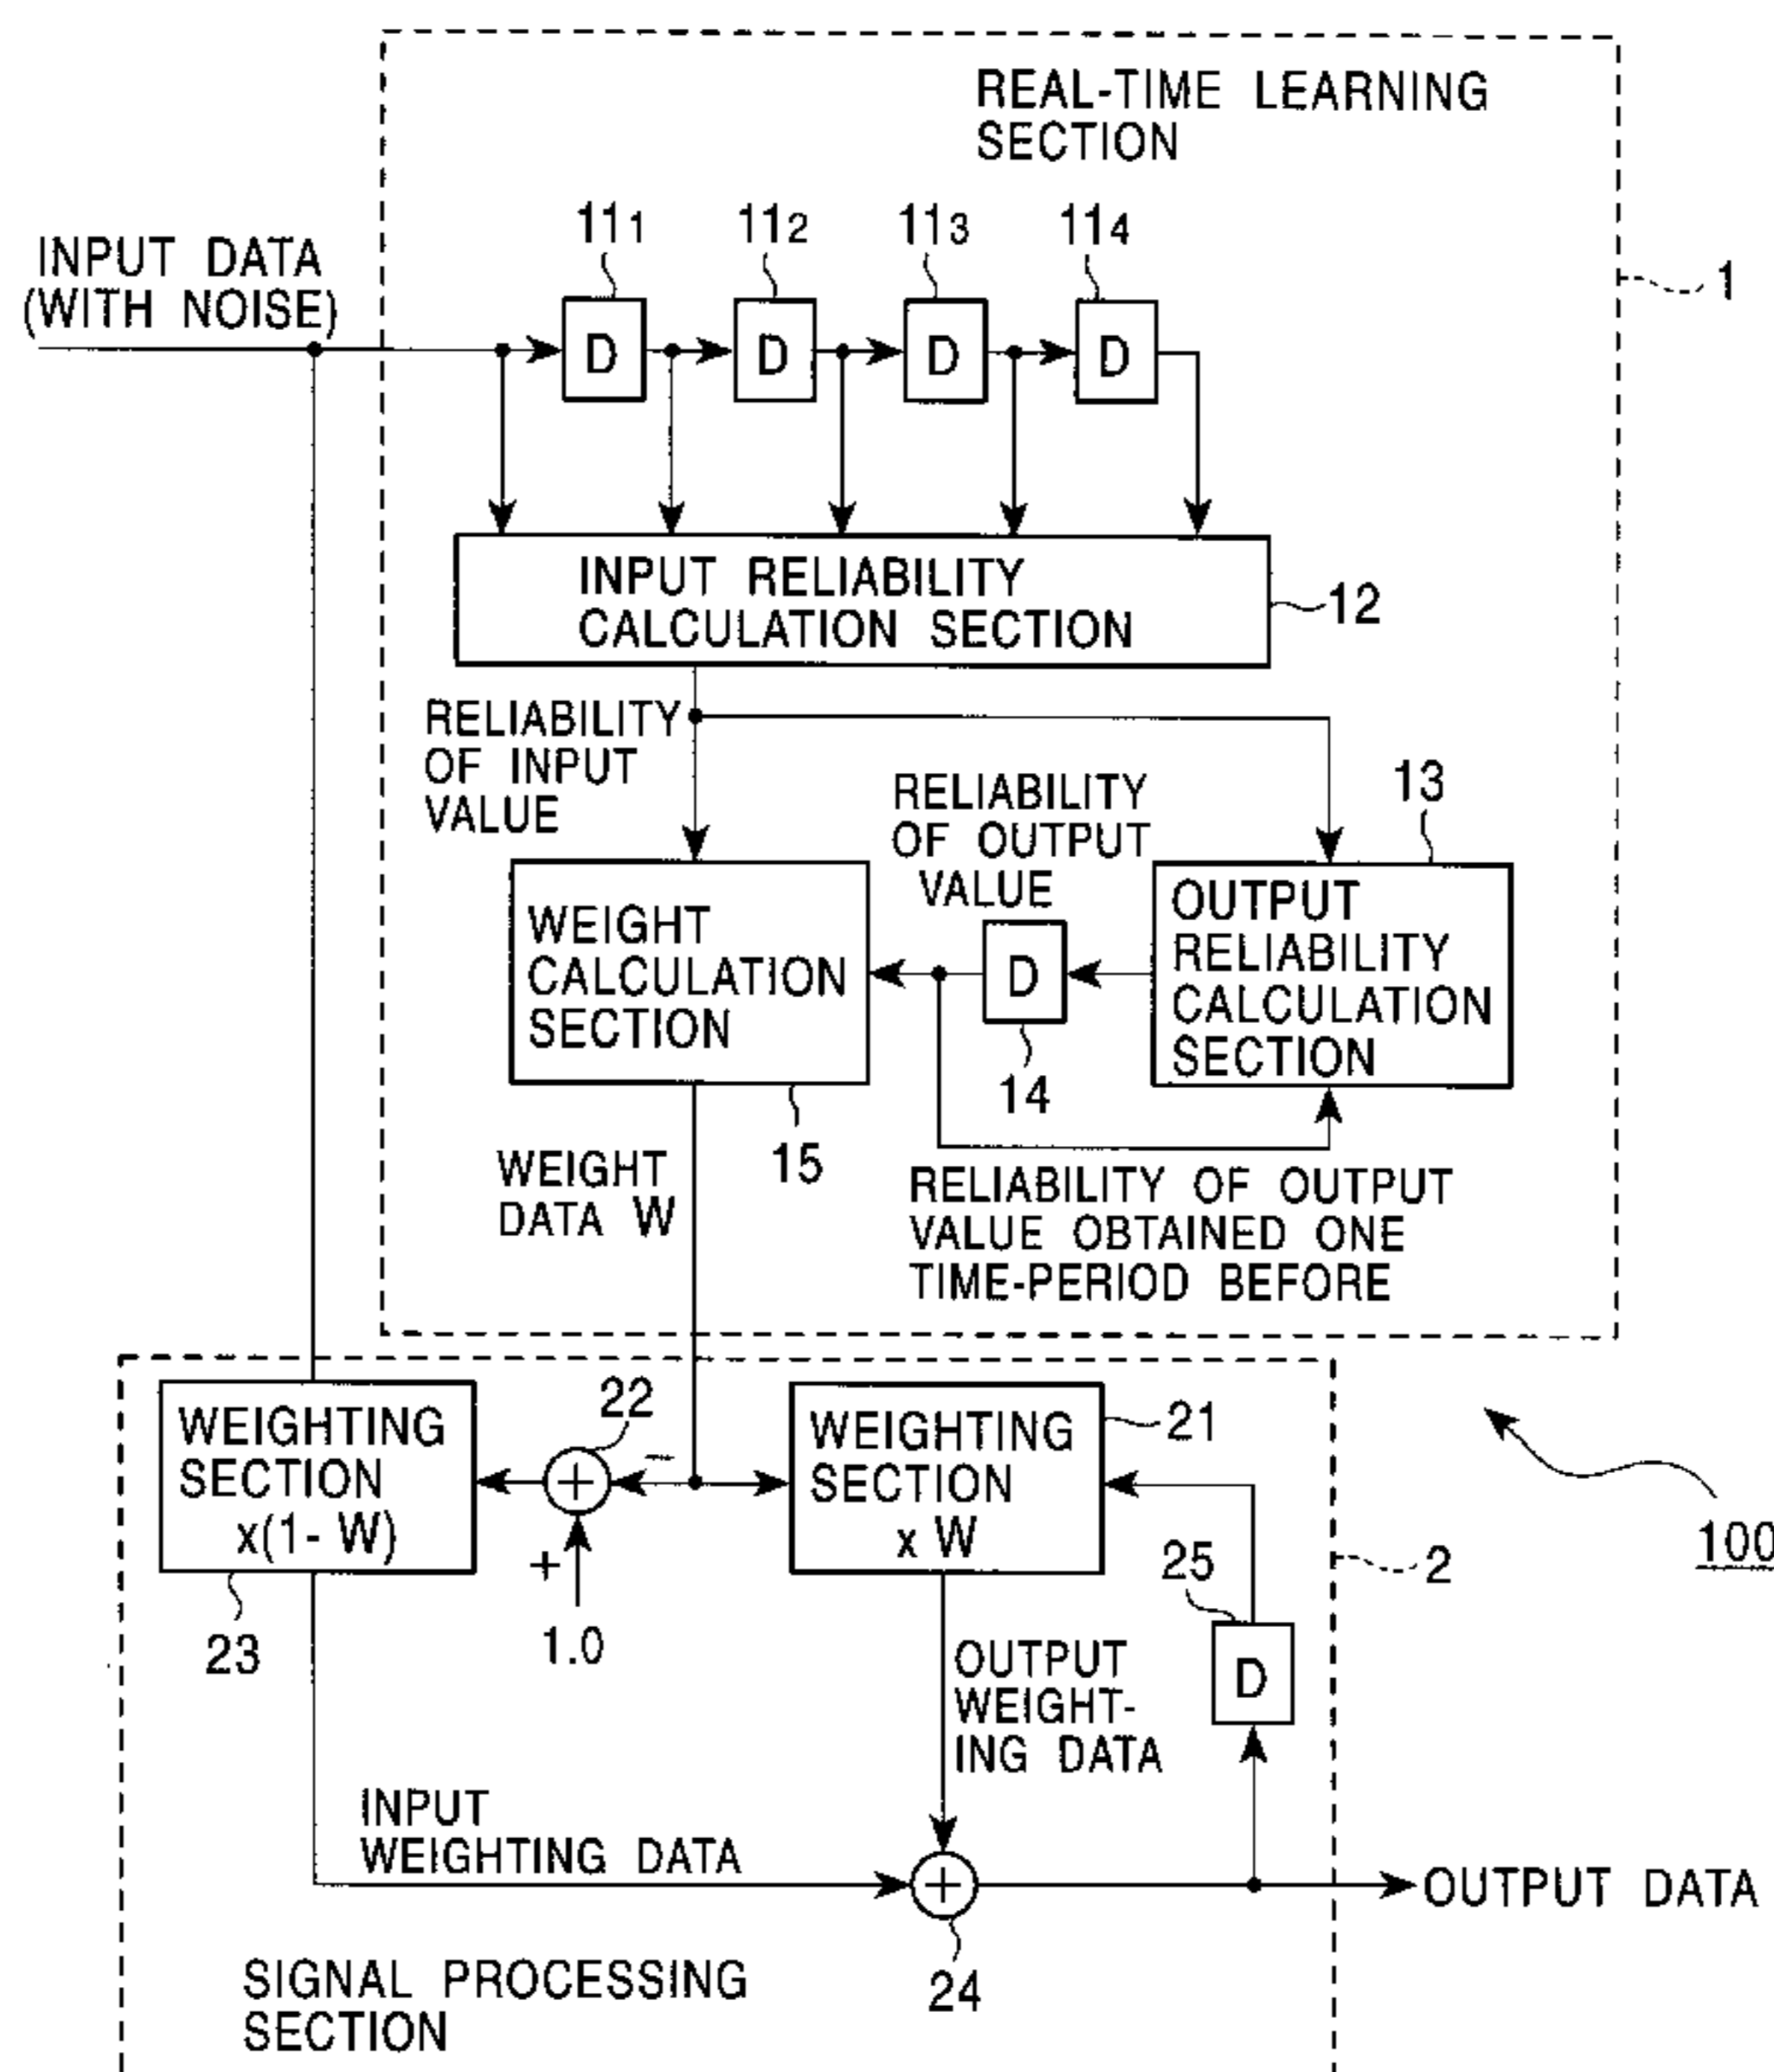 REAL-TIME LEARNING
SECTION
11₁
11₂
11₃
11₄
INPUT DATA
(WITH NOISE)
1
D
D
D
D
INPUT RELIABILITY
CALCULATION SECTION
12
RELIABILITY
OF INPUT
VALUE
RELIABILITY
OF OUTPUT
VALUE
13
WEIGHT
CALCULATION
SECTION
D
OUTPUT
RELIABILITY
CALCULATION
SECTION
14
15
WEIGHT
DATA W
RELIABILITY OF OUTPUT
VALUE OBTAINED ONE
TIME-PERIOD BEFORE
WEIGHTING
SECTION
x(1- W)
22
−
+
+
1.0
WEIGHTING
SECTION
x W
21
23
25
D
2
100
OUTPUT
WEIGHT-
ING DATA
INPUT
WEIGHTING DATA
+
OUTPUT DATA
24
SIGNAL PROCESSING
SECTION